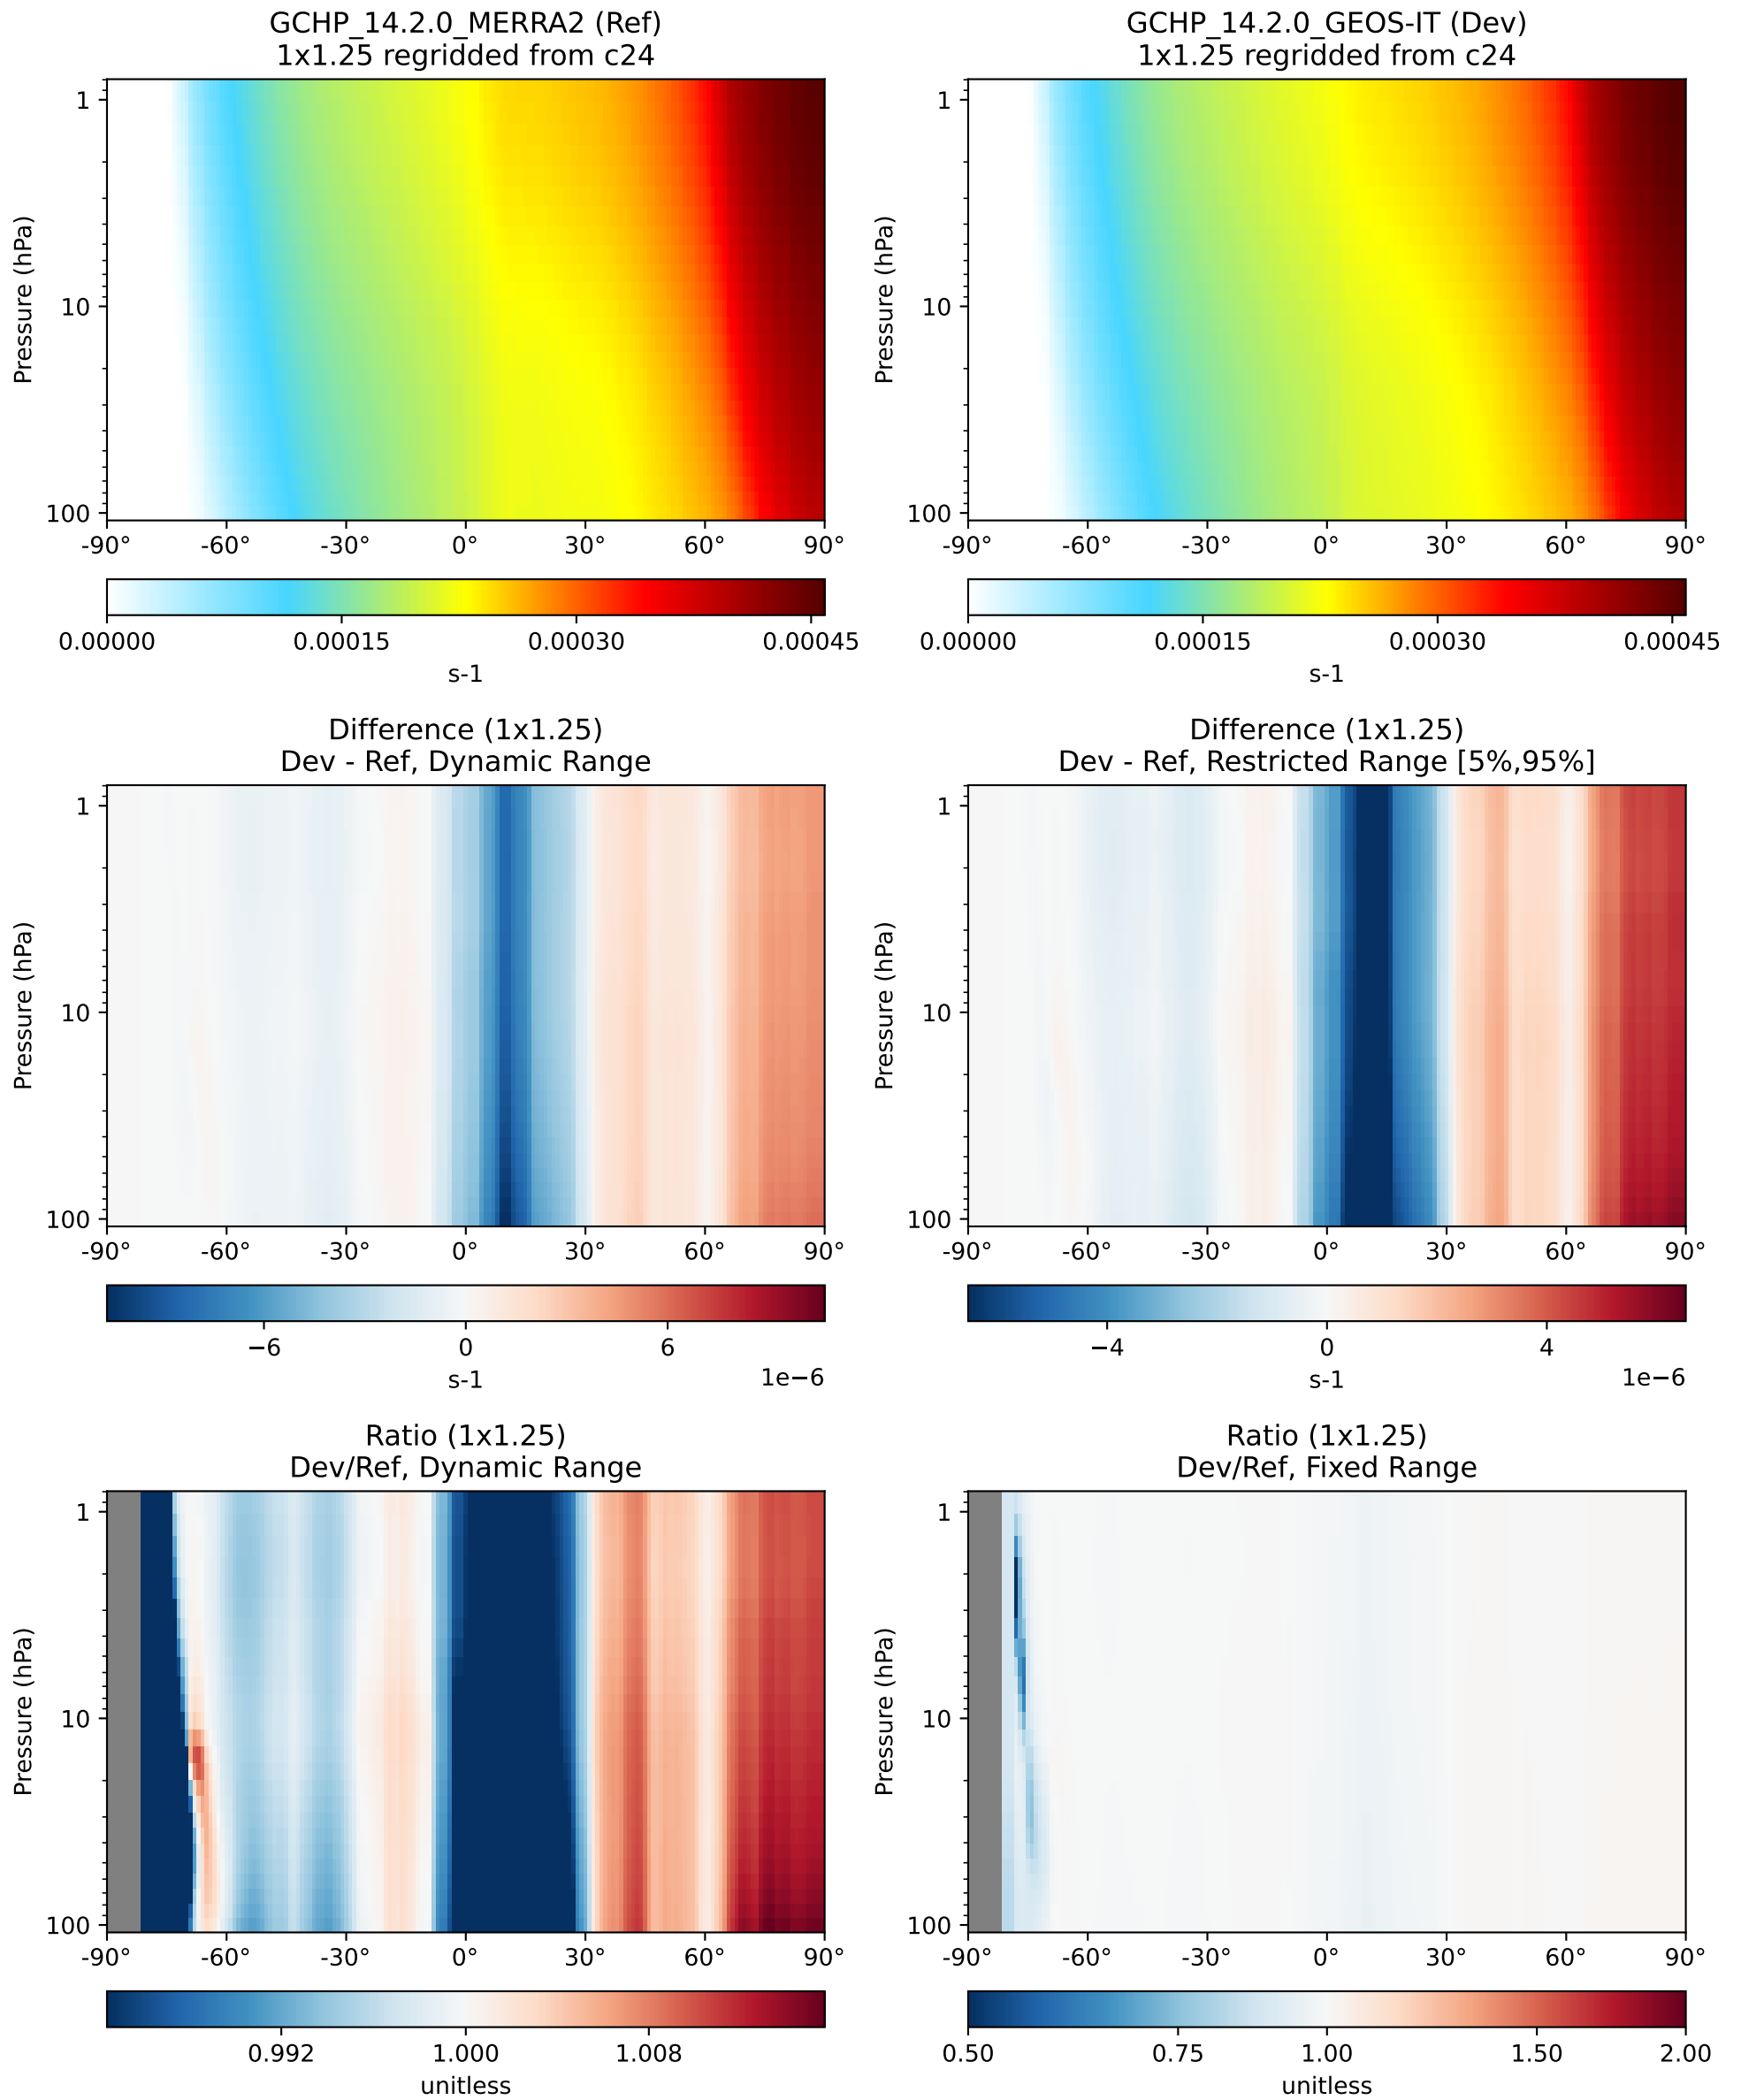 GCHP_14.2.0_MERRA2 (Ref)
1x1.25 regridded from c24
Pressure (hPa)
1
10
100
-90° -60° -30° 0° 30° 60° 90°
0.00000 0.00015 0.00030 0.00045
s-1
GCHP_14.2.0_GEOS-IT (Dev)
1x1.25 regridded from c24
Pressure (hPa)
1
10
100
-90° -60° -30° 0° 30° 60° 90°
0.00000 0.00015 0.00030 0.00045
s-1
Difference (1x1.25)
Dev - Ref, Dynamic Range
Pressure (hPa)
1
10
100
-90° -60° -30° 0° 30° 60° 90°
−6 0 6
s-1
1e−6
Difference (1x1.25)
Dev - Ref, Restricted Range [5%,95%]
Pressure (hPa)
1
10
100
-90° -60° -30° 0° 30° 60° 90°
−4 0 4
s-1
1e−6
Ratio (1x1.25)
Dev/Ref, Dynamic Range
Pressure (hPa)
1
10
100
-90° -60° -30° 0° 30° 60° 90°
0.992 1.000 1.008
unitless
Ratio (1x1.25)
Dev/Ref, Fixed Range
Pressure (hPa)
1
10
100
-90° -60° -30° 0° 30° 60° 90°
0.50 0.75 1.00 1.50 2.00
unitless